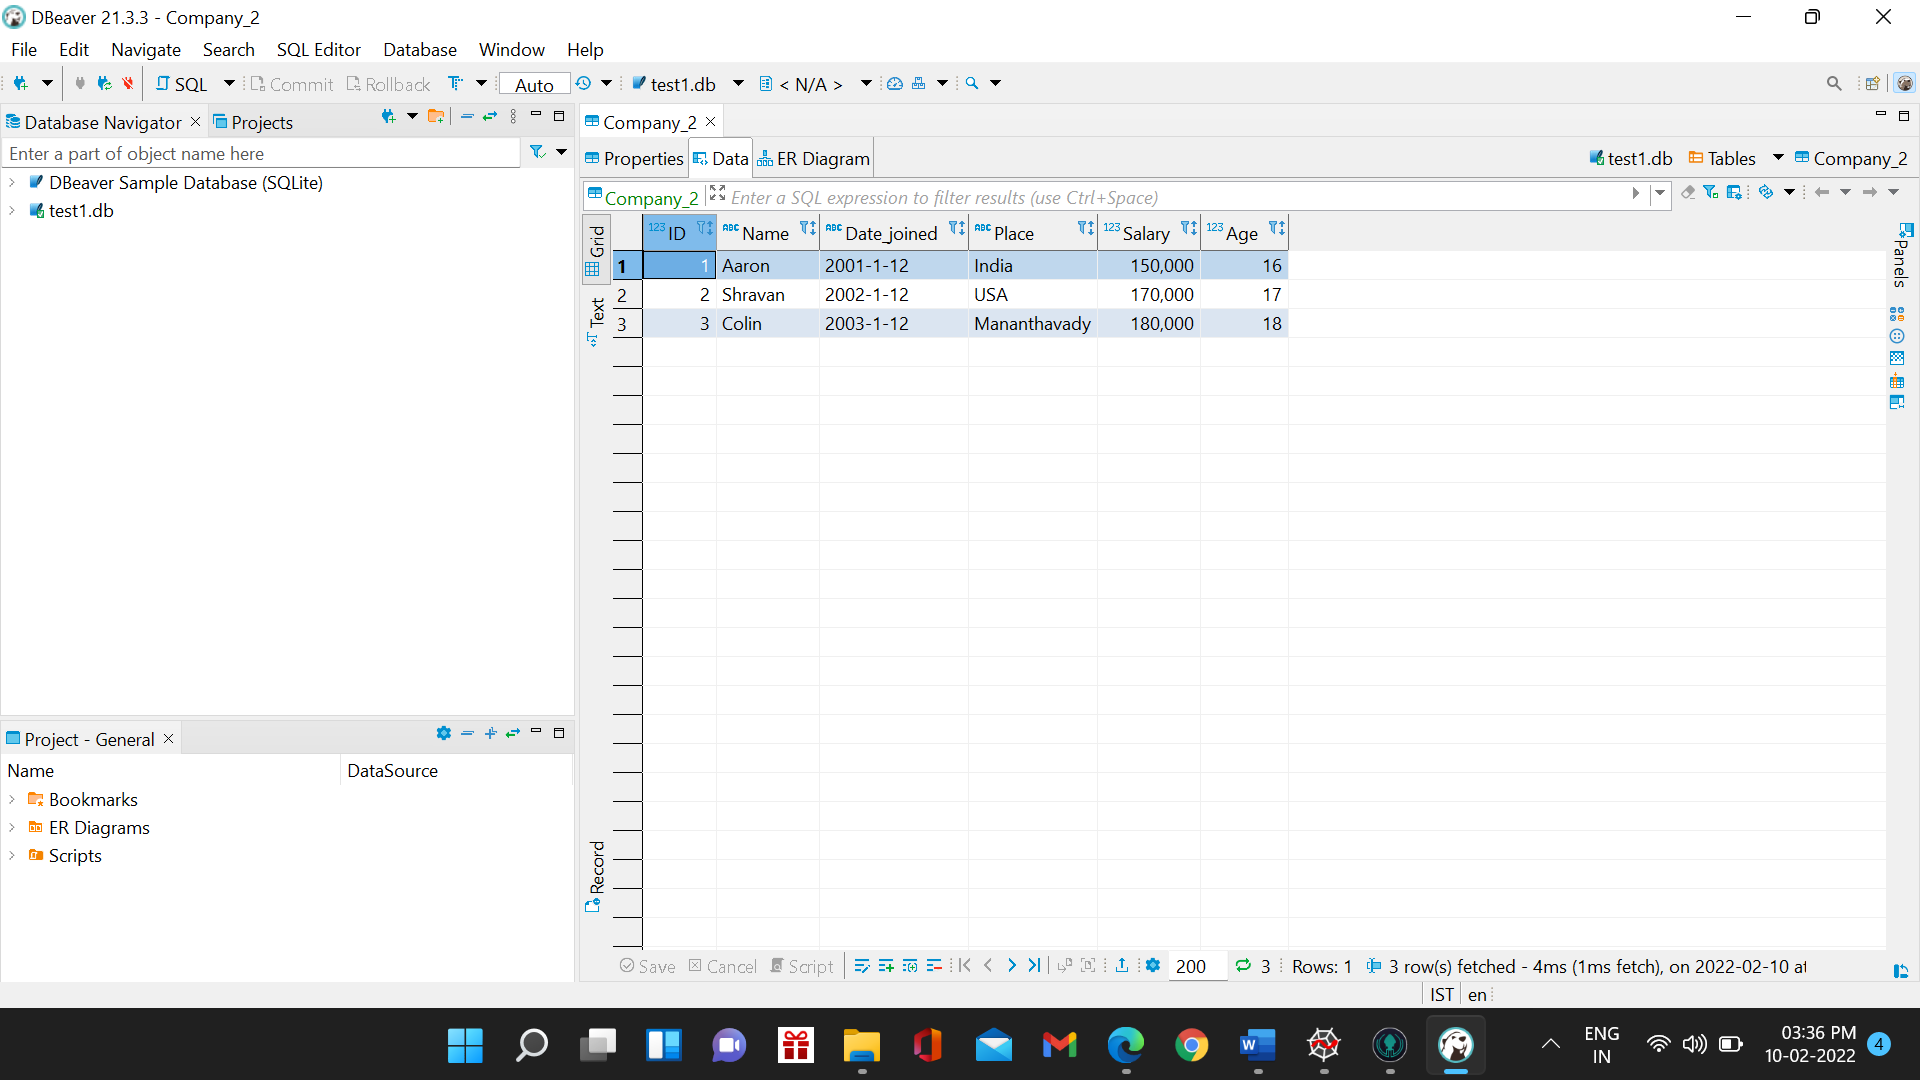 DBeaver 21.3.3 - Company_2
File Edit Navigate Search SQL Editor Database Window Help
SQL Commit Rollback Auto test1.db < N/A >
Database Navigator Projects
Enter a part of object name here
DBeaver Sample Database (SQLite)
test1.db
Company_2
Properties Data ER Diagram test1.db Tables Company_2
Company_2 Enter a SQL expression to filter results (use Ctrl+Space)
Grid
Text
Record
Panels
123 ID ABC Name ABC Date_joined ABC Place 123 Salary 123 Age
1 1 Aaron 2001-1-12 India 150,000 16
2 2 Shravan 2002-1-12 USA 170,000 17
3 3 Colin 2003-1-12 Mananthavady 180,000 18
Save Cancel Script 200 3 Rows: 1 3 row(s) fetched - 4ms (1ms fetch), on 2022-02-10 at
Project - General
Name DataSource
Bookmarks
ER Diagrams
Scripts
IST en
ENG
IN
03:36 PM
10-02-2022
4